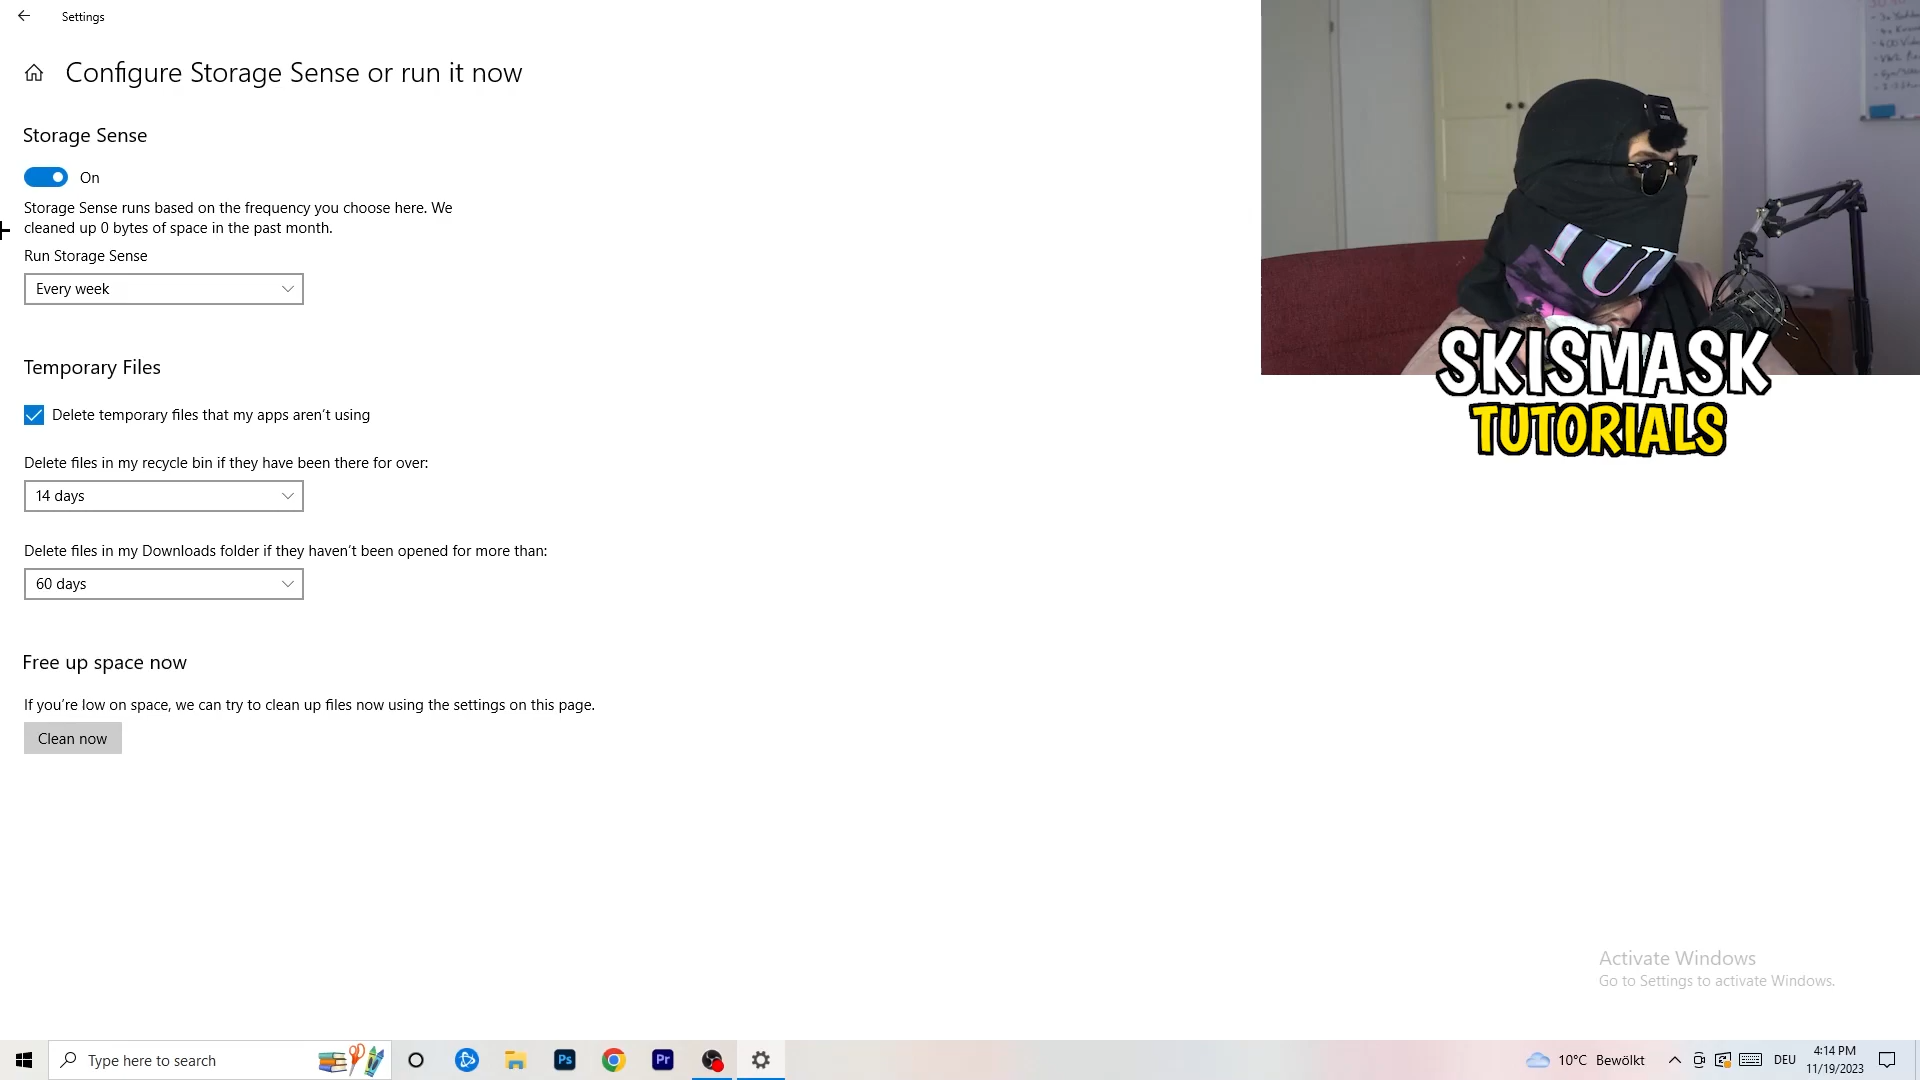 Settings
Configure Storage Sense or run it now
Storage Sense
On
Storage Sense runs based on the frequency you choose here. We
cleaned up 0 bytes of space in the past month.
Run Storage Sense
Every week
Temporary Files
Delete temporary files that my apps aren't using
Delete files in my recycle bin if they have been there for over:
14 days
Delete files in my Downloads folder if they haven't been opened for more than:
60 days
Free up space now
If you're low on space, we can try to clean up files now using the settings on this page.
Clean now
SKISMASK
TUTORIALS
Activate Windows
Go to Settings to activate Windows.
Type here to search
Ps
Pr
10°C Bewölkt
DEU
4:14 PM
11/19/2023